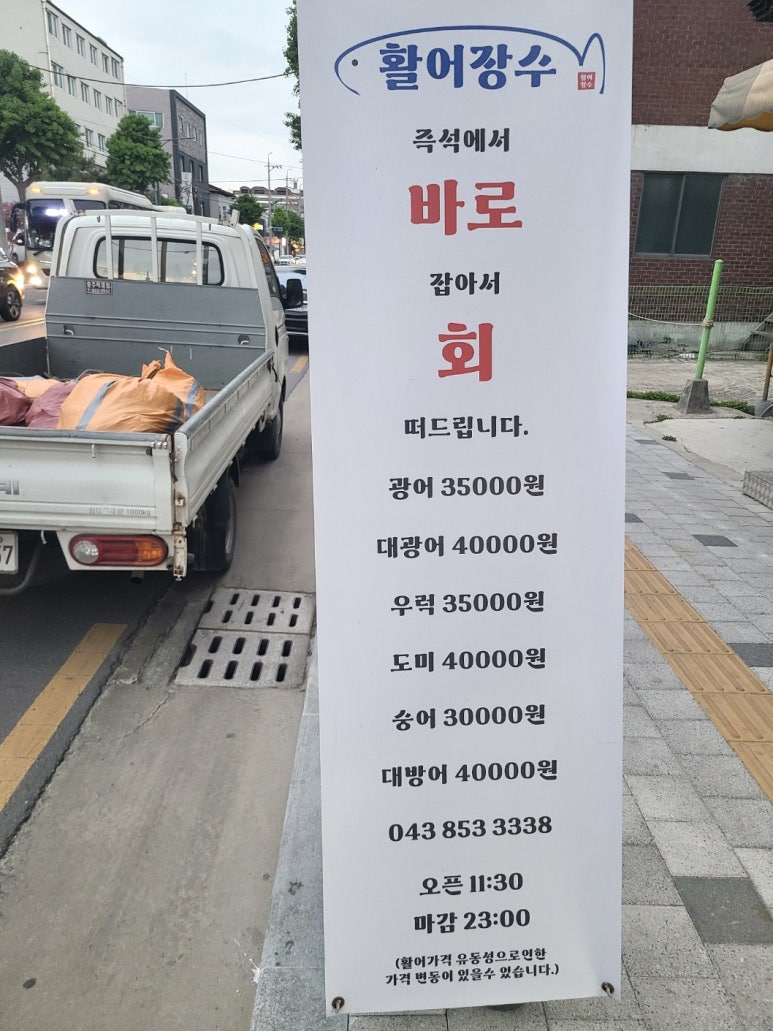 활어장수
활어
장수
즉석에서
바로
잡아서
회
떠드립니다.
광어 35000원
대광어 40000원
우럭 35000원
도미 40000원
숭어 30000원
대방어 40000원
043 853 3338
오픈 11:30
마감 23:00
(활어가격 유동성으로인한
가격 변동이 있을수 있습니다.)
1000kg